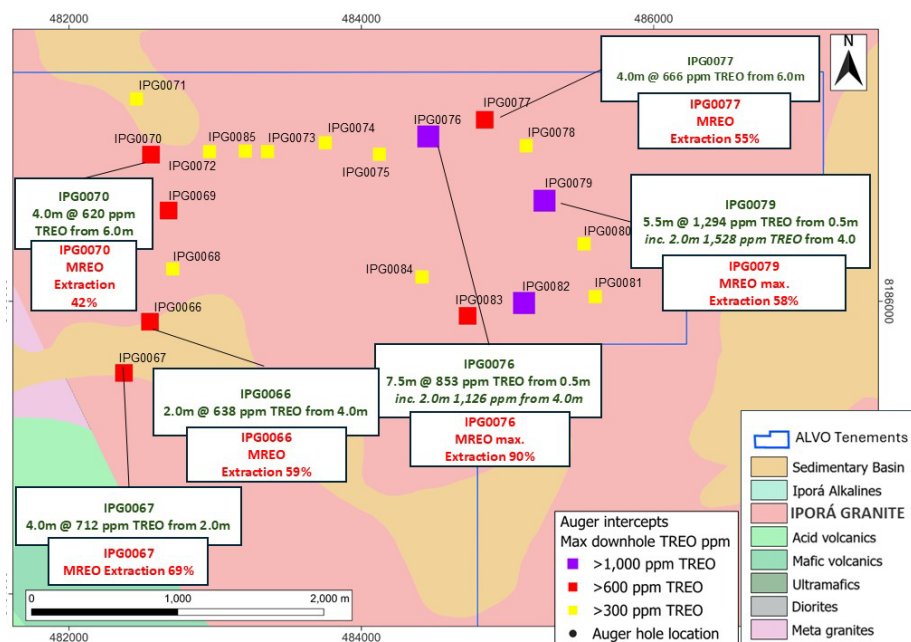 482000
484000
486000
N
IPG0077
4.0m @ 666 ppm TREO from 6.0m
IPG0077
MREO
Extraction 55%
IPG0071
IPG0077
IPG0076
IPG0074
IPG0073
IPG0085
IPG0070
IPG0072
IPG0075
IPG0078
IPG0070
4.0m @ 620 ppm
TREO from 6.0m
IPG0070
MREO
Extraction
42%
IPG0069
IPG0079
IPG0079
5.5m @ 1,294 ppm TREO from 0.5m
inc. 2.0m 1,528 ppm TREO from 4.0
IPG0079
MREO max.
Extraction 58%
IPG0080
IPG0068
IPG0084
IPG0082
IPG0081
IPG0083
IPG0066
8186000
IPG0067
IPG0066
2.0m @ 638 ppm TREO from 4.0m
IPG0066
MREO
Extraction 59%
IPG0076
7.5m @ 853 ppm TREO from 0.5m
inc. 2.0m 1,126 ppm from 4.0m
IPG0076
MREO max.
Extraction 90%
IPG0067
4.0m @ 712 ppm TREO from 2.0m
IPG0067
MREO Extraction 69%
Auger intercepts
Max downhole TREO ppm
>1,000 ppm TREO
>600 ppm TREO
>300 ppm TREO
Auger hole location
ALVO Tenements
Sedimentary Basin
Iporá Alkalines
IPORÁ GRANITE
Acid volcanics
Mafic volcanics
Ultramafics
Diorites
Meta granites
0
1,000
2,000 m
482000
484000